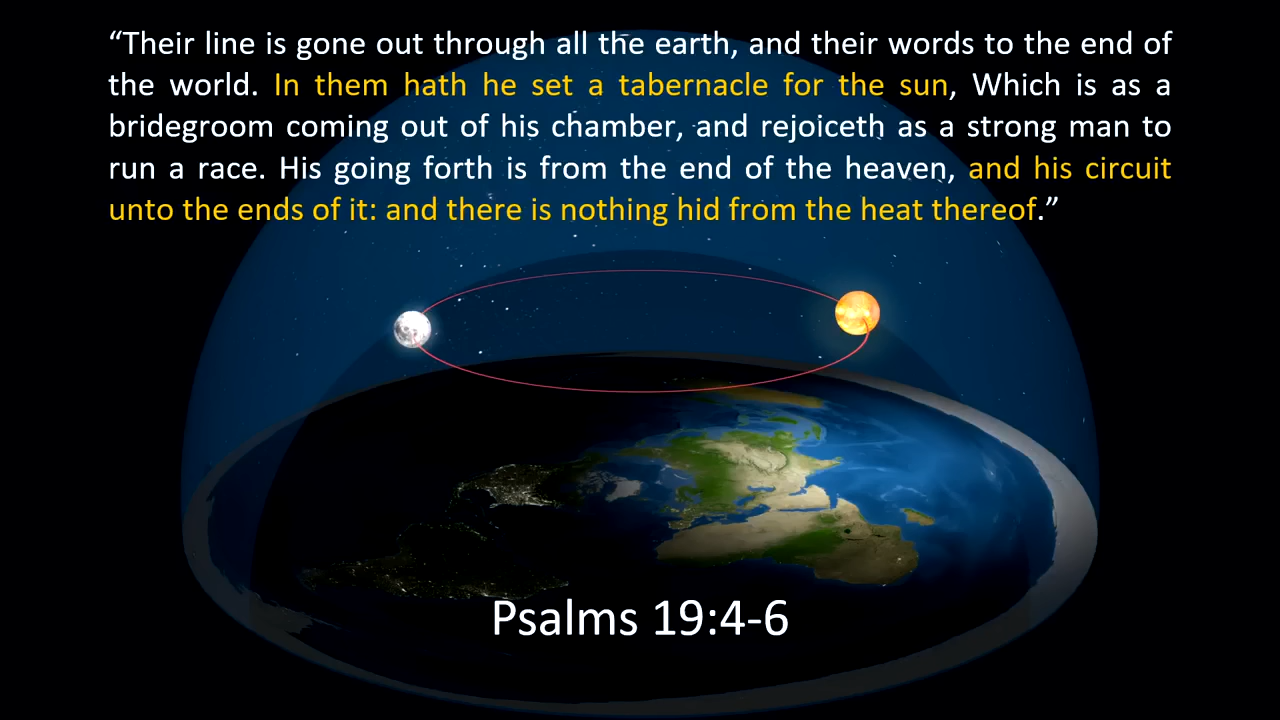 “Their line is gone out through all the earth, and their words to the end of
the world. In them hath he set a tabernacle for the sun, Which is as a
bridegroom coming out of his chamber, and rejoiceth as a strong man to
run a race. His going forth is from the end of the heaven, and his circuit
unto the ends of it: and there is nothing hid from the heat thereof.”
Psalms 19:4-6